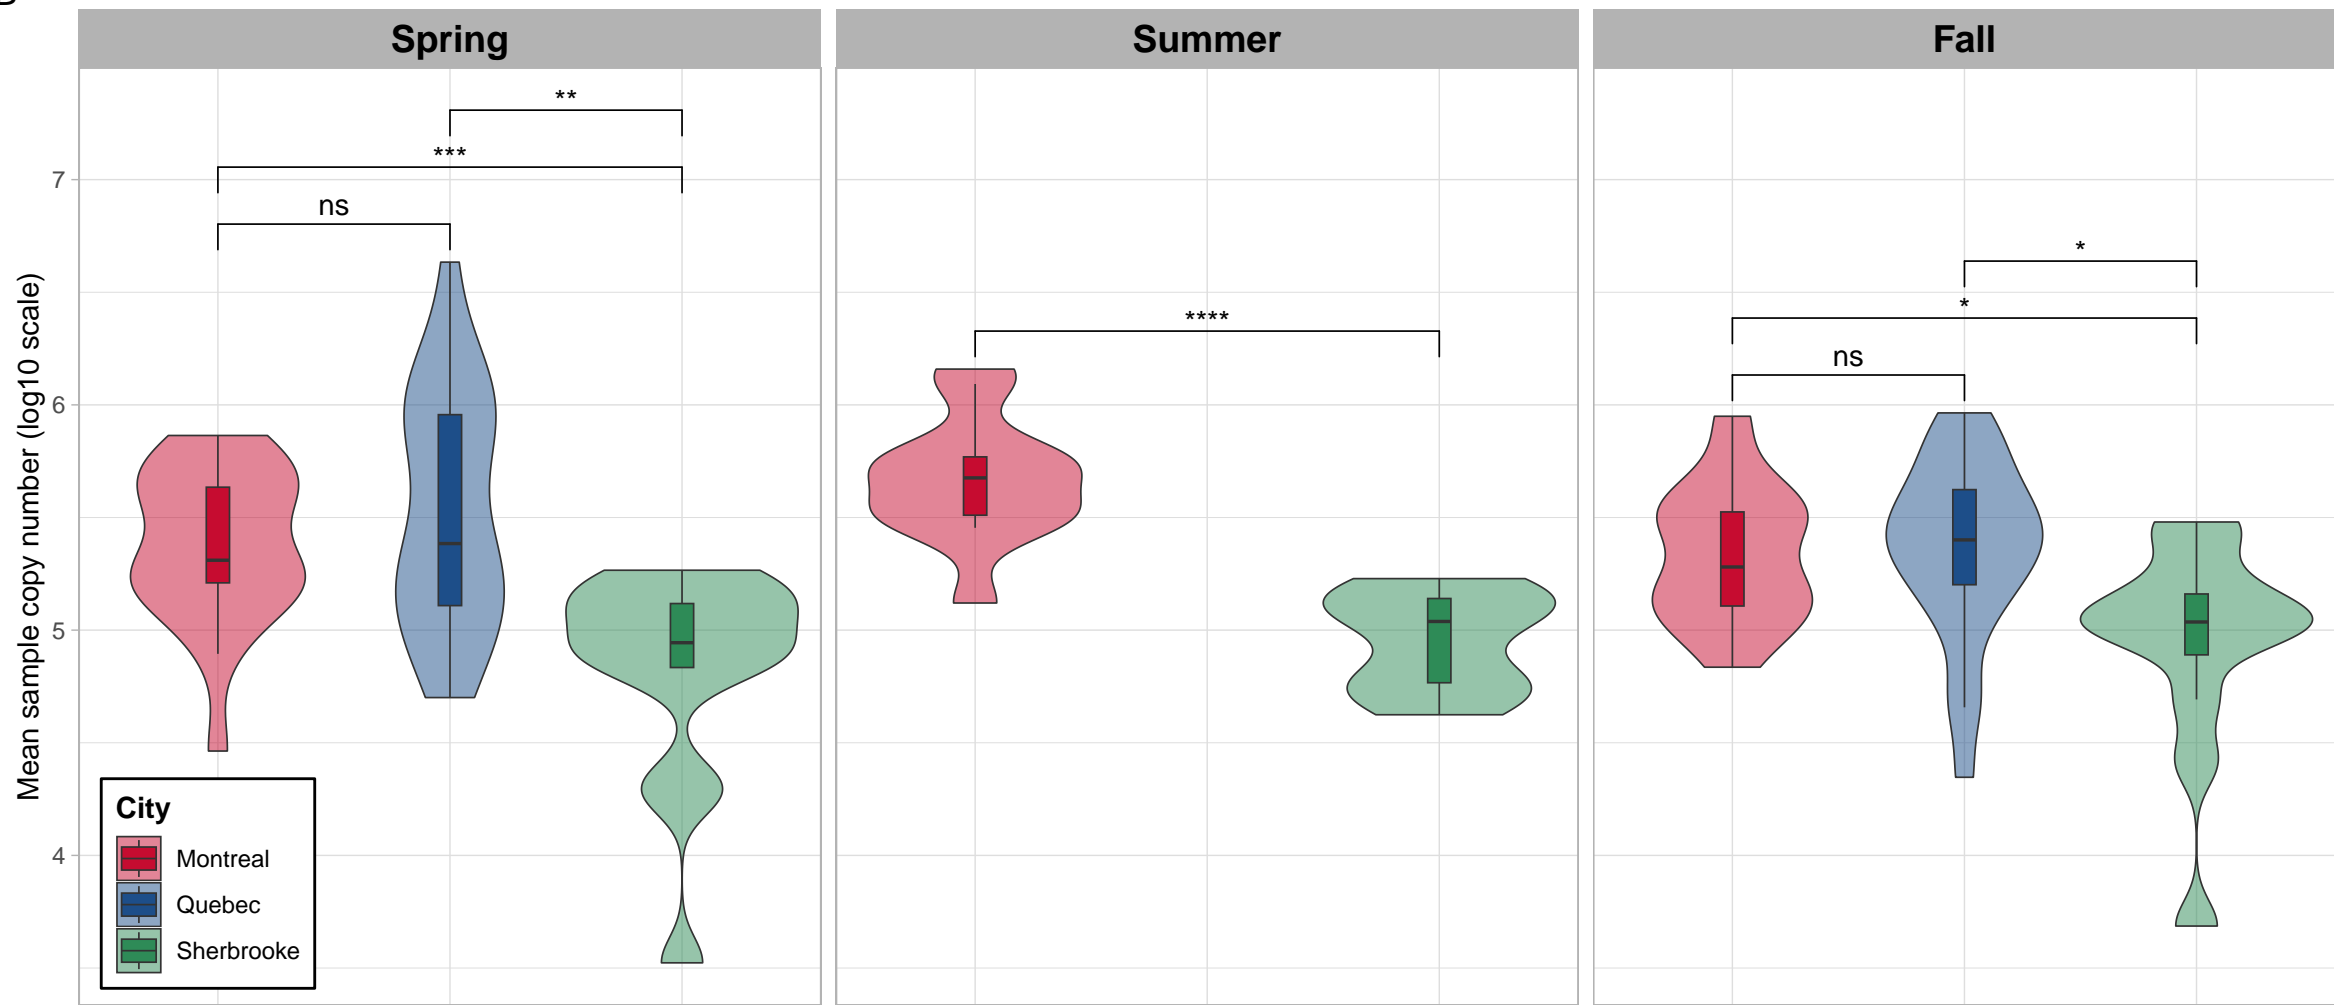 Spring
Summer
Fall
**
***
ns
****
*
*
ns
7
6
5
4
Mean sample copy number (log10 scale)
City
Montreal
Quebec
Sherbrooke